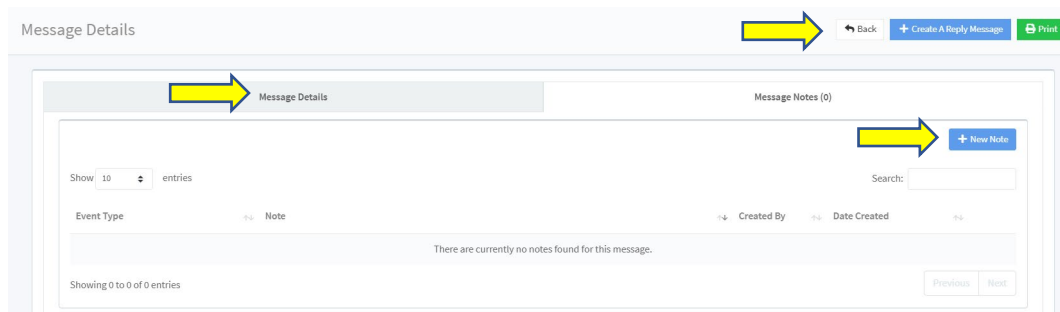 Message Details
Back
Create A Reply Message
Print
Message Details
Message Notes (0)
New Note
Show 10 entries
Search:
Event Type Note Created By Date Created
There are currently no notes found for this message.
Showing 0 to 0 of 0 entries
Previous Next